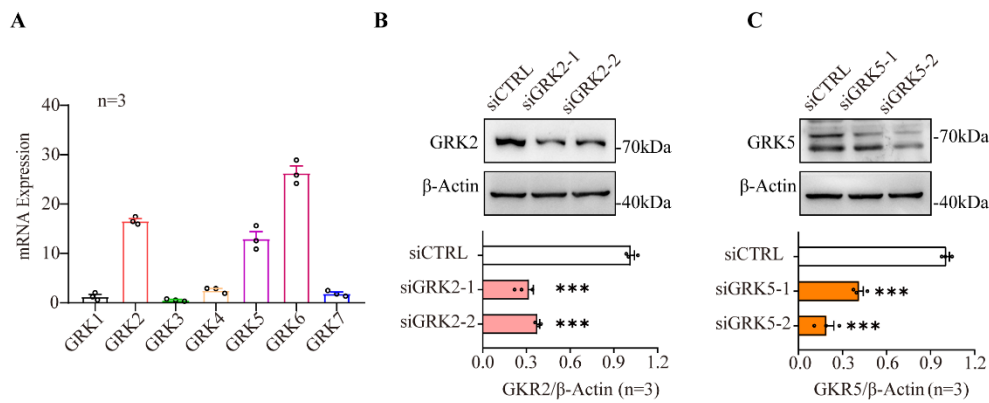 A
n=3
mRNA Expression
40
30
20
10
0
GRK1
GRK2
GRK3
GRK4
GRK5
GRK6
GRK7
B
siCTRL
siGRK2-1
siGRK2-2
GRK2
-70kDa
β-Actin
-40kDa
siCTRL
siGRK2-1
***
siGRK2-2
***
0.0 0.3 0.6 0.9 1.2
GKR2/β-Actin (n=3)
C
siCTRL
siGRK5-1
siGRK5-2
GRK5
-70kDa
β-Actin
-40kDa
siCTRL
siGRK5-1
***
siGRK5-2
***
0.0 0.3 0.6 0.9 1.2
GKR5/β-Actin (n=3)